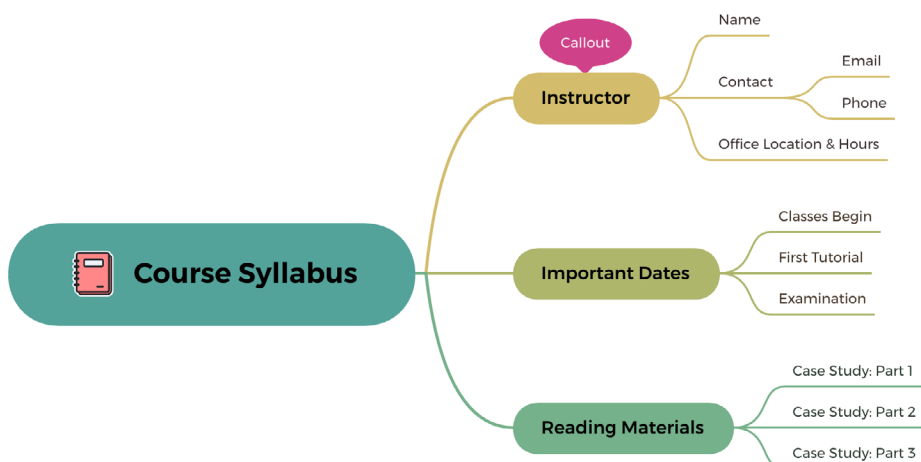 Course Syllabus
Callout
Instructor
Name
Contact
Email
Phone
Office Location & Hours
Important Dates
Classes Begin
First Tutorial
Examination
Reading Materials
Case Study: Part 1
Case Study: Part 2
Case Study: Part 3